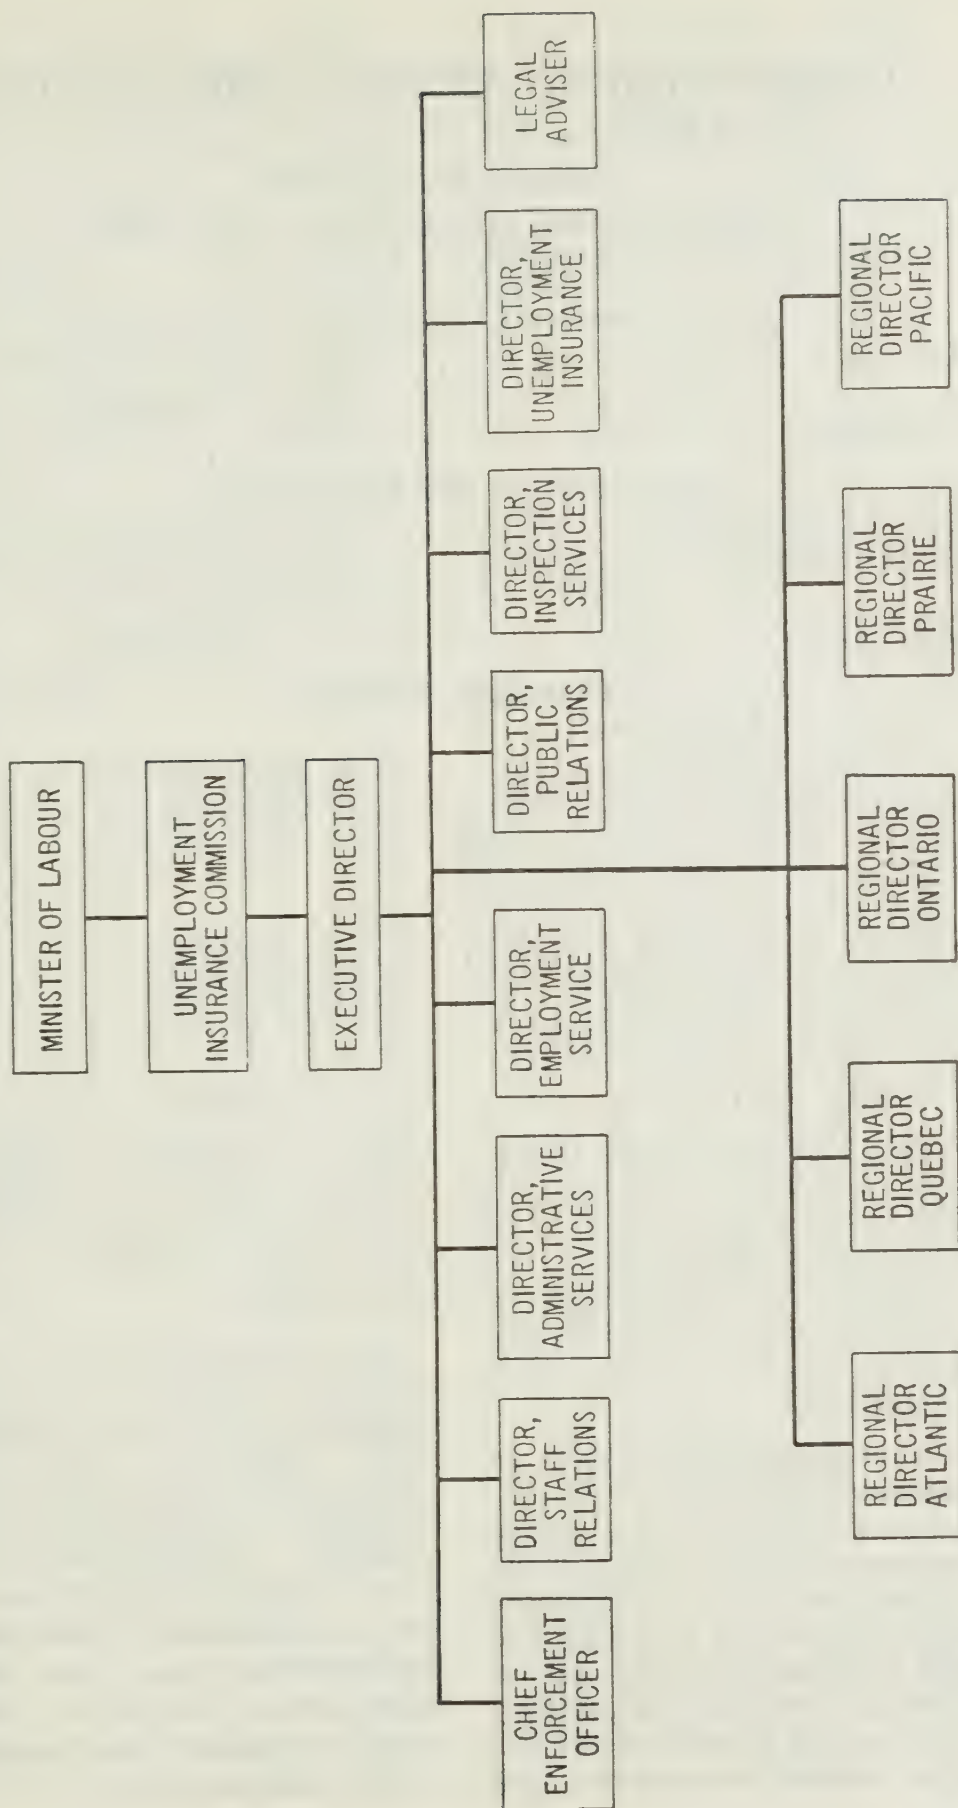 MINISTER OF LABOUR
UNEMPLOYMENT
INSURANCE COMMISSION
EXECUTIVE DIRECTOR
CHIEF
ENFORCEMENT
OFFICER
DIRECTOR,
STAFF
RELATIONS
DIRECTOR,
ADMINISTRATIVE
SERVICES
DIRECTOR,
EMPLOYMENT
SERVICE
DIRECTOR,
PUBLIC
RELATIONS
DIRECTOR,
INSPECTION
SERVICES
DIRECTOR,
UNEMPLOYMENT
INSURANCE
LEGAL
ADVISER
REGIONAL
DIRECTOR
ATLANTIC
REGIONAL
DIRECTOR
QUEBEC
REGIONAL
DIRECTOR
ONTARIO
REGIONAL
DIRECTOR
PRAIRIE
REGIONAL
DIRECTOR
PACIFIC